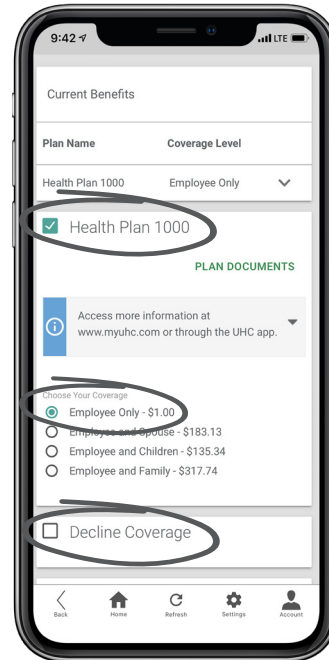 9:42
LTE
Current Benefits
Plan Name Coverage Level
Health Plan 1000 Employee Only
Health Plan 1000
PLAN DOCUMENTS
Access more information at
www.myuhc.com or through the UHC app.
Choose Your Coverage
Employee Only - $1.00
Employee and Spouse - $183.13
Employee and Children - $135.34
Employee and Family - $317.74
Decline Coverage
Back Home Refresh Settings Account